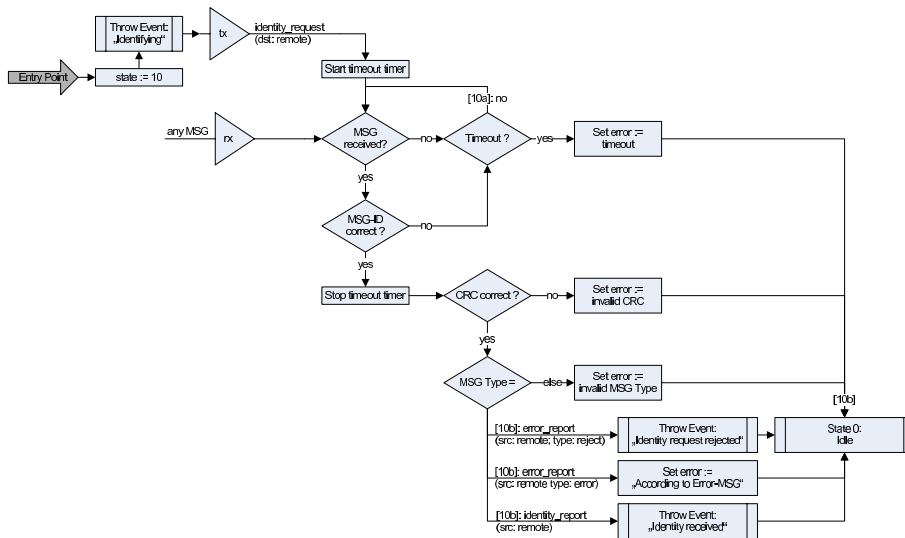 Throw Event:
„Identifying“
tx
identity_request
(dst: remote)
Entry Point
state := 10
Start timeout timer
[10a]: no
any MSG
rx
MSG
received?
no
Timeout ?
yes
Set error :=
timeout
yes
MSG-ID
correct ?
no
yes
Stop timeout timer
CRC correct ?
no
Set error :=
invalid CRC
yes
MSG Type =
else
Set error :=
invalid MSG Type
[10b]
[10b]: error_report
(src: remote; type: reject)
Throw Event:
„Identity request rejected“
State 0:
Idle
[10b]: error_report
(src: remote type: error)
Set error :=
„According to Error-MSG“
[10b]: identity_report
(src: remote)
Throw Event:
„Identity received“